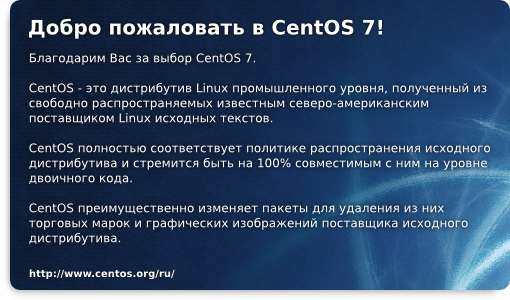 Добро пожаловать в CentOS 7!
Благодарим Вас за выбор CentOS 7.
CentOS - это дистрибутив Linux промышленного уровня, полученный из
свободно распространяемых известным северо-американским
поставщиком Linux исходных текстов.
CentOS полностью соответствует политике распространения исходного
дистрибутива и стремится быть на 100% совместимым с ним на уровне
двоичного кода.
CentOS преимущественно изменяет пакеты для удаления из них
торговых марок и графических изображений поставщика исходного
дистрибутива.
http://www.centos.org/ru/